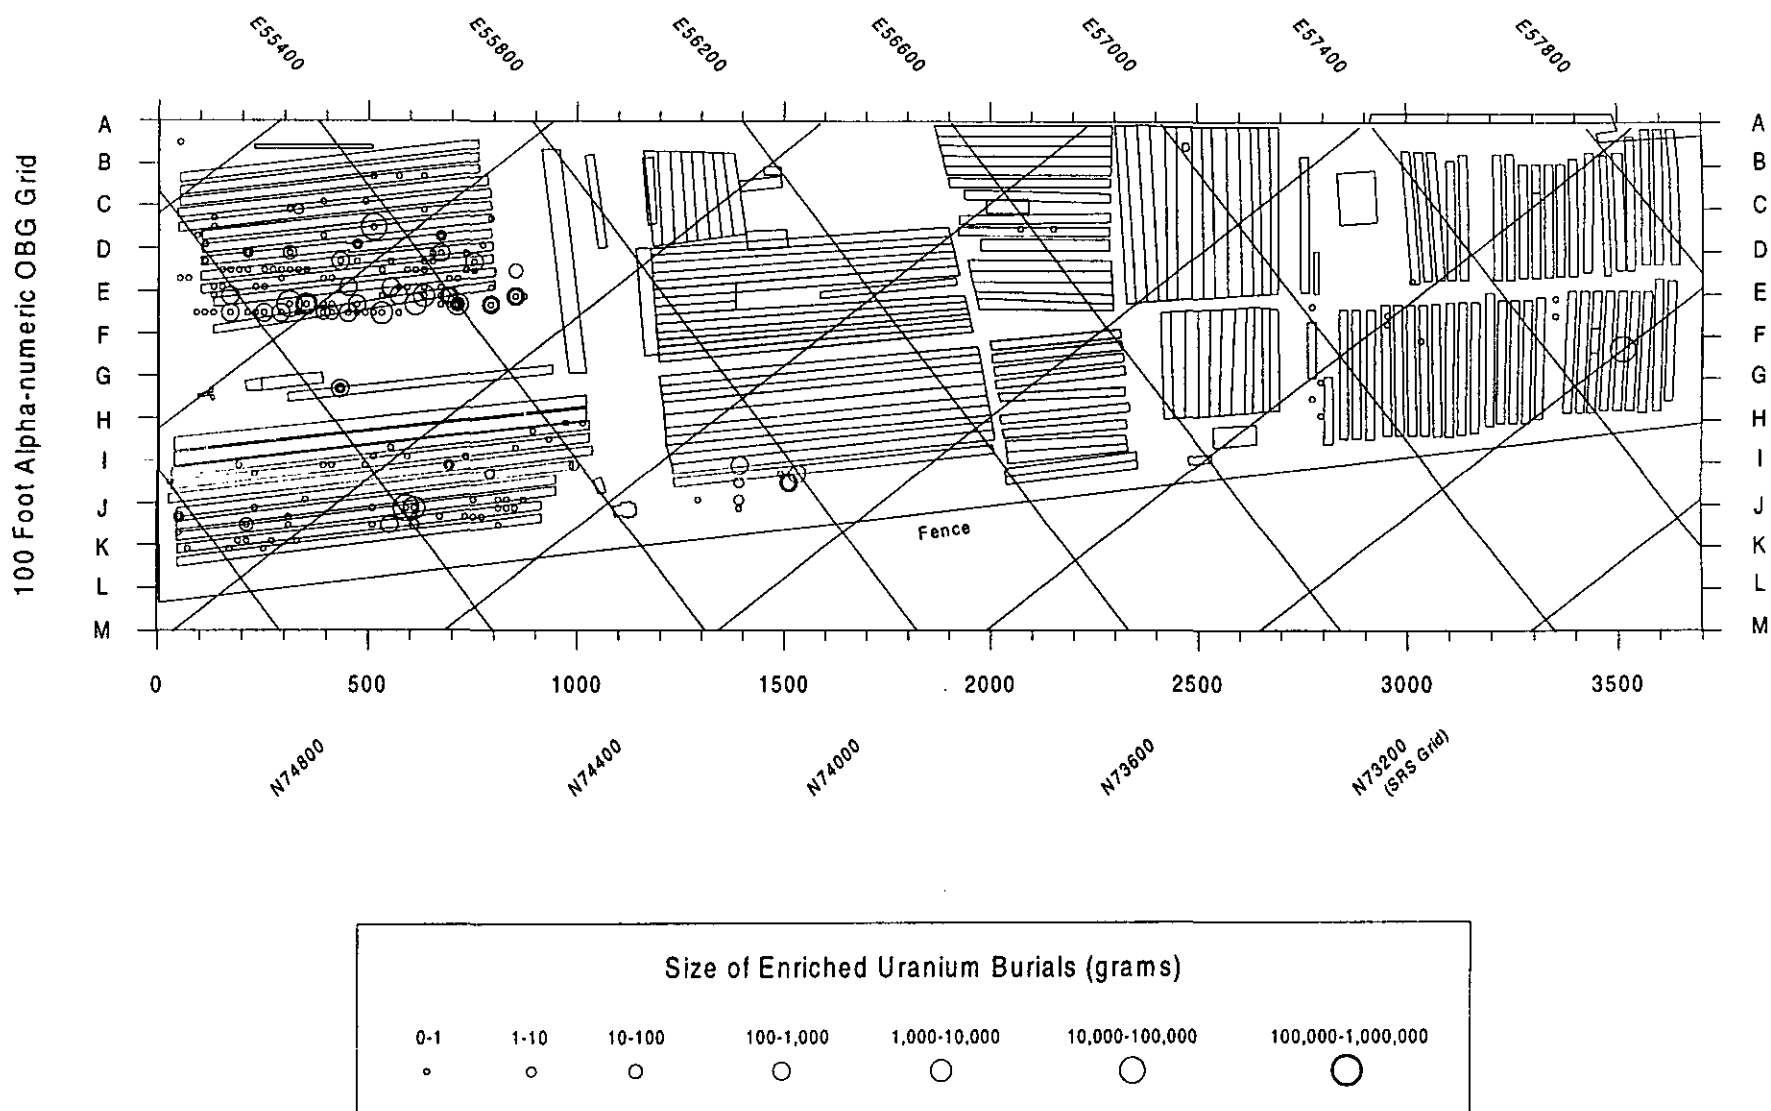 E55400 E55800 E56200 E56600 E57000 E57400 E57800
100 Foot Alpha-numeric OBG Grid
A A
B B
C C
D D
E E
F F
G G
H H
I I
J J
K K
L L
M M
Fence
0 500 1000 1500 2000 2500 3000 3500
N74800 N74400 N74000 N73600 N73200
(SRS Grid)
Size of Enriched Uranium Burials (grams)
0-1 1-10 10-100 100-1,000 1,000-10,000 10,000-100,000 100,000-1,000,000